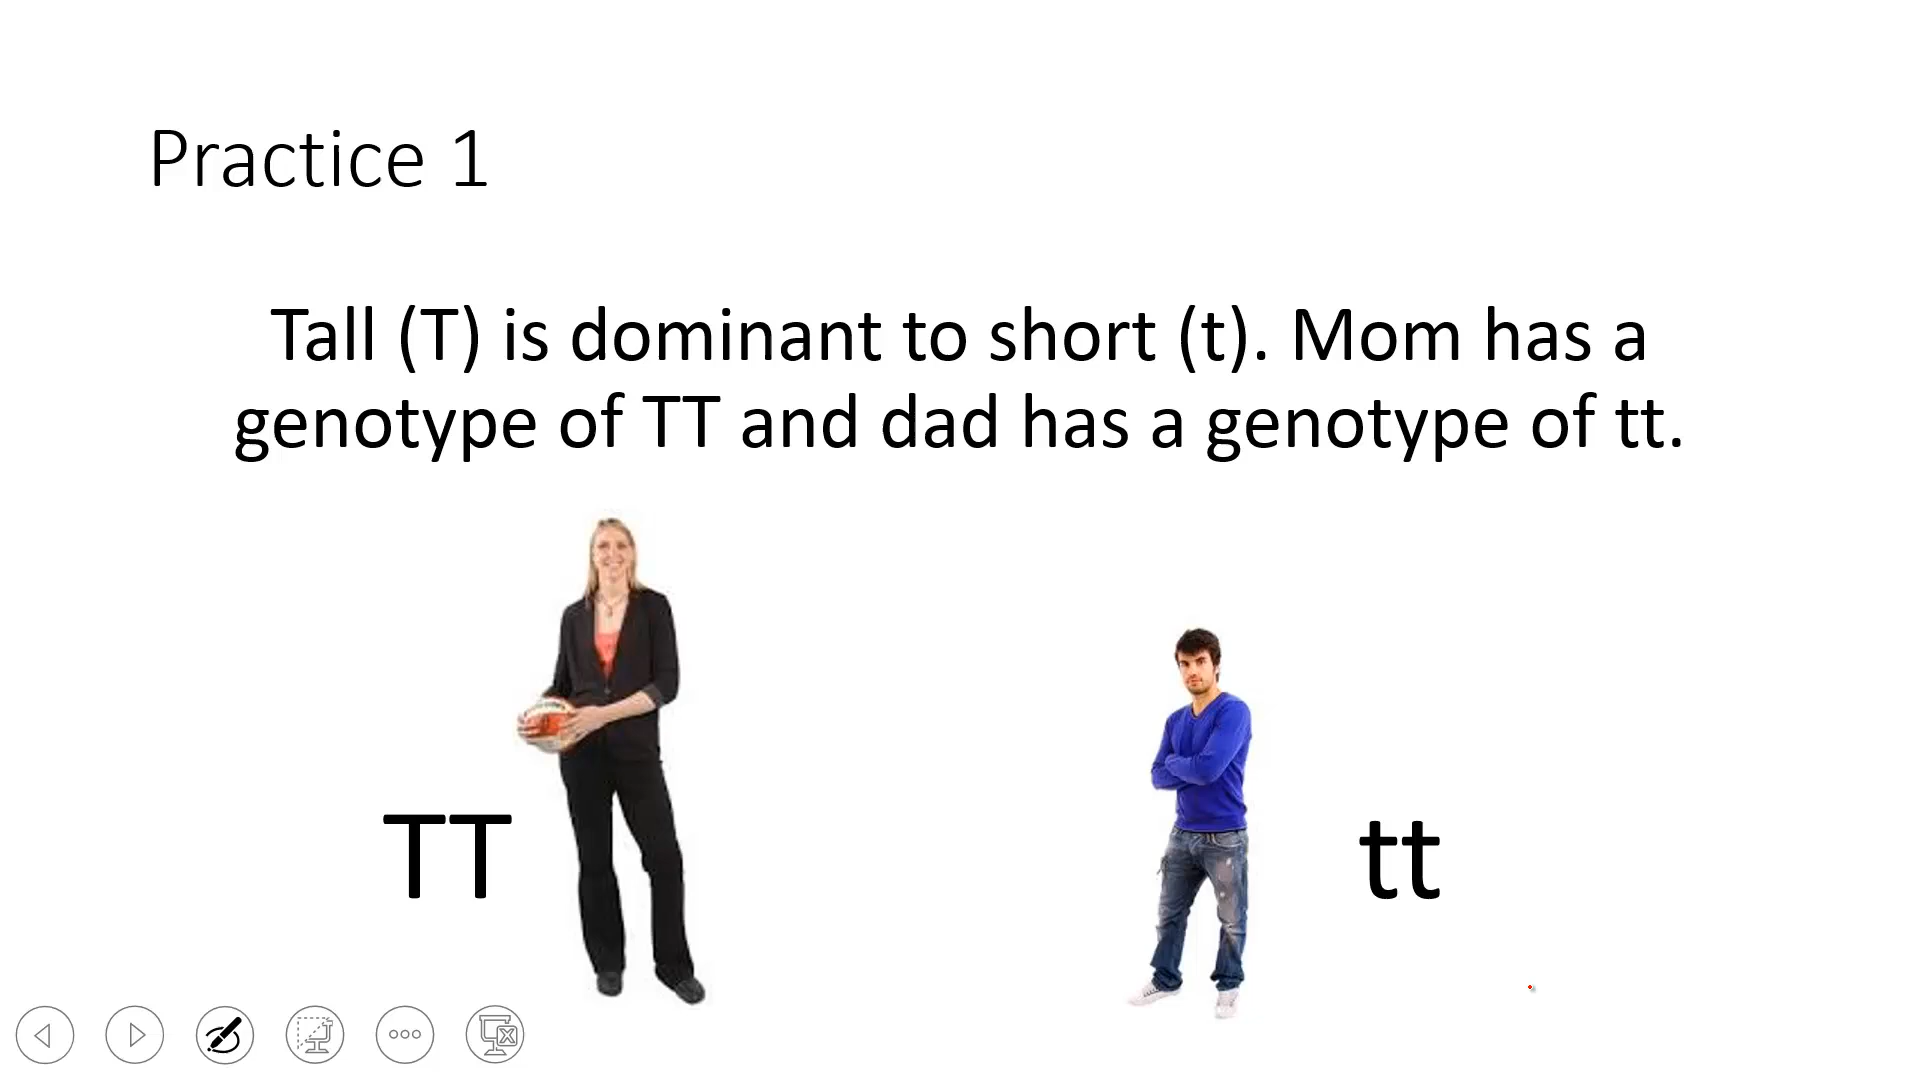 Practice 1
Tall (T) is dominant to short (t). Mom has a
genotype of TT and dad has a genotype of tt.
TT
tt